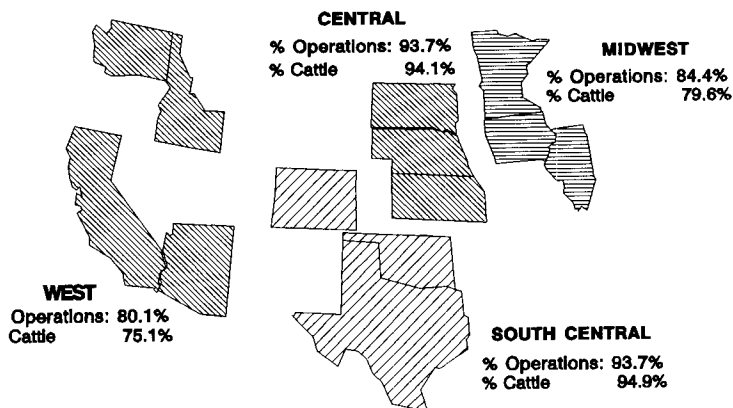 CENTRAL
% Operations: 93.7%
% Cattle 94.1%
MIDWEST
% Operations: 84.4%
% Cattle 79.6%
WEST
Operations: 80.1%
Cattle 75.1%
SOUTH CENTRAL
% Operations: 93.7%
% Cattle 94.9%